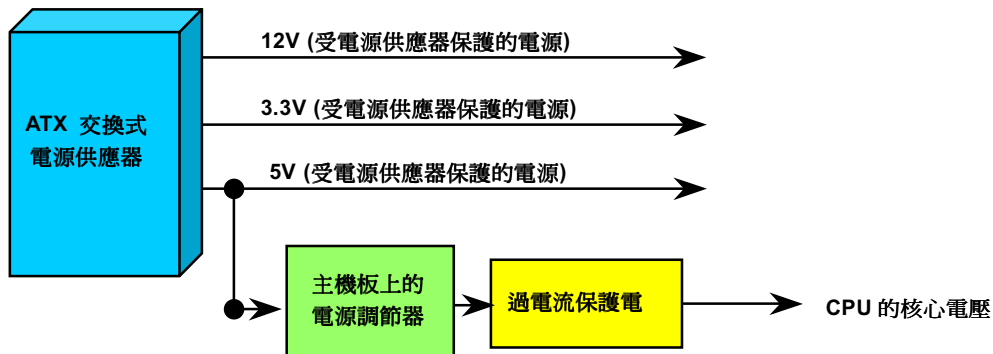 12V (受電源供應器保護的電源)
3.3V (受電源供應器保護的電源)
ATX 交換式
電源供應器
5V (受電源供應器保護的電源)
主機板上的
電源調節器
過電流保護電
CPU 的核心電壓